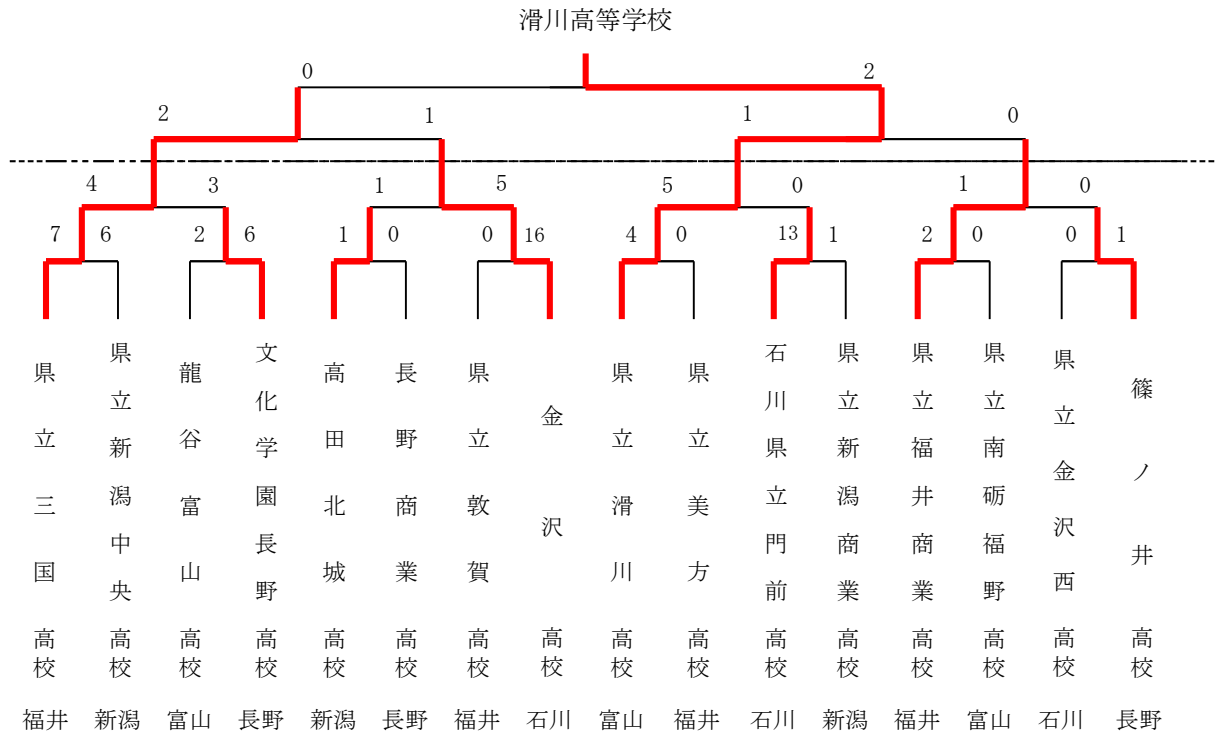 滑川高等学校
0 2
2 1 1 0
4 3 1 5 5 0 1 0
7 6 2 6 1 0 0 16 4 0 13 1 2 0 0 1
県立三国高校
県立新潟中央高校
龍谷富山高校
文化学園長野高校
高田北城高校
長野商業高校
県立敦賀高校
金沢高校
県立滑川高校
県立美方高校
石川県立門前高校
県立新潟商業高校
県立福井商業高校
県立南砺福野高校
県立金沢西高校
篠ノ井高校
福井 新潟 富山 長野 新潟 長野 福井 石川 富山 福井 石川 新潟 福井 富山 石川 長野